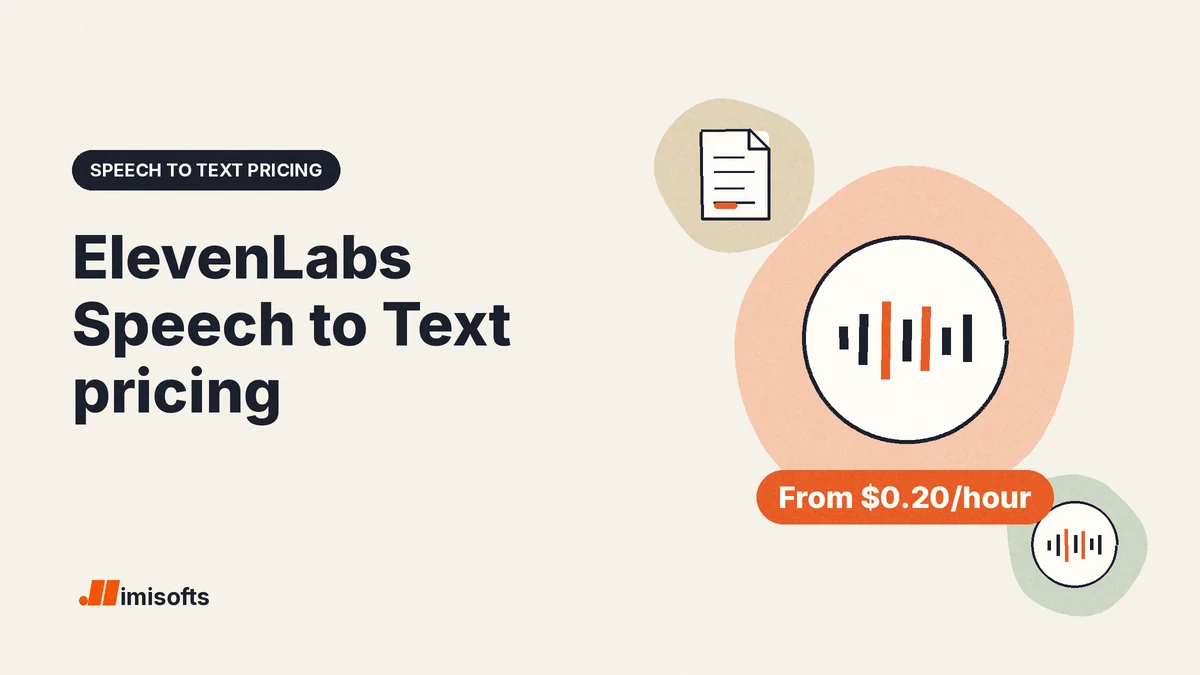 SPEECH TO TEXT PRICING
ElevenLabs
Speech to Text
pricing
From $0.20/hour
imisofts